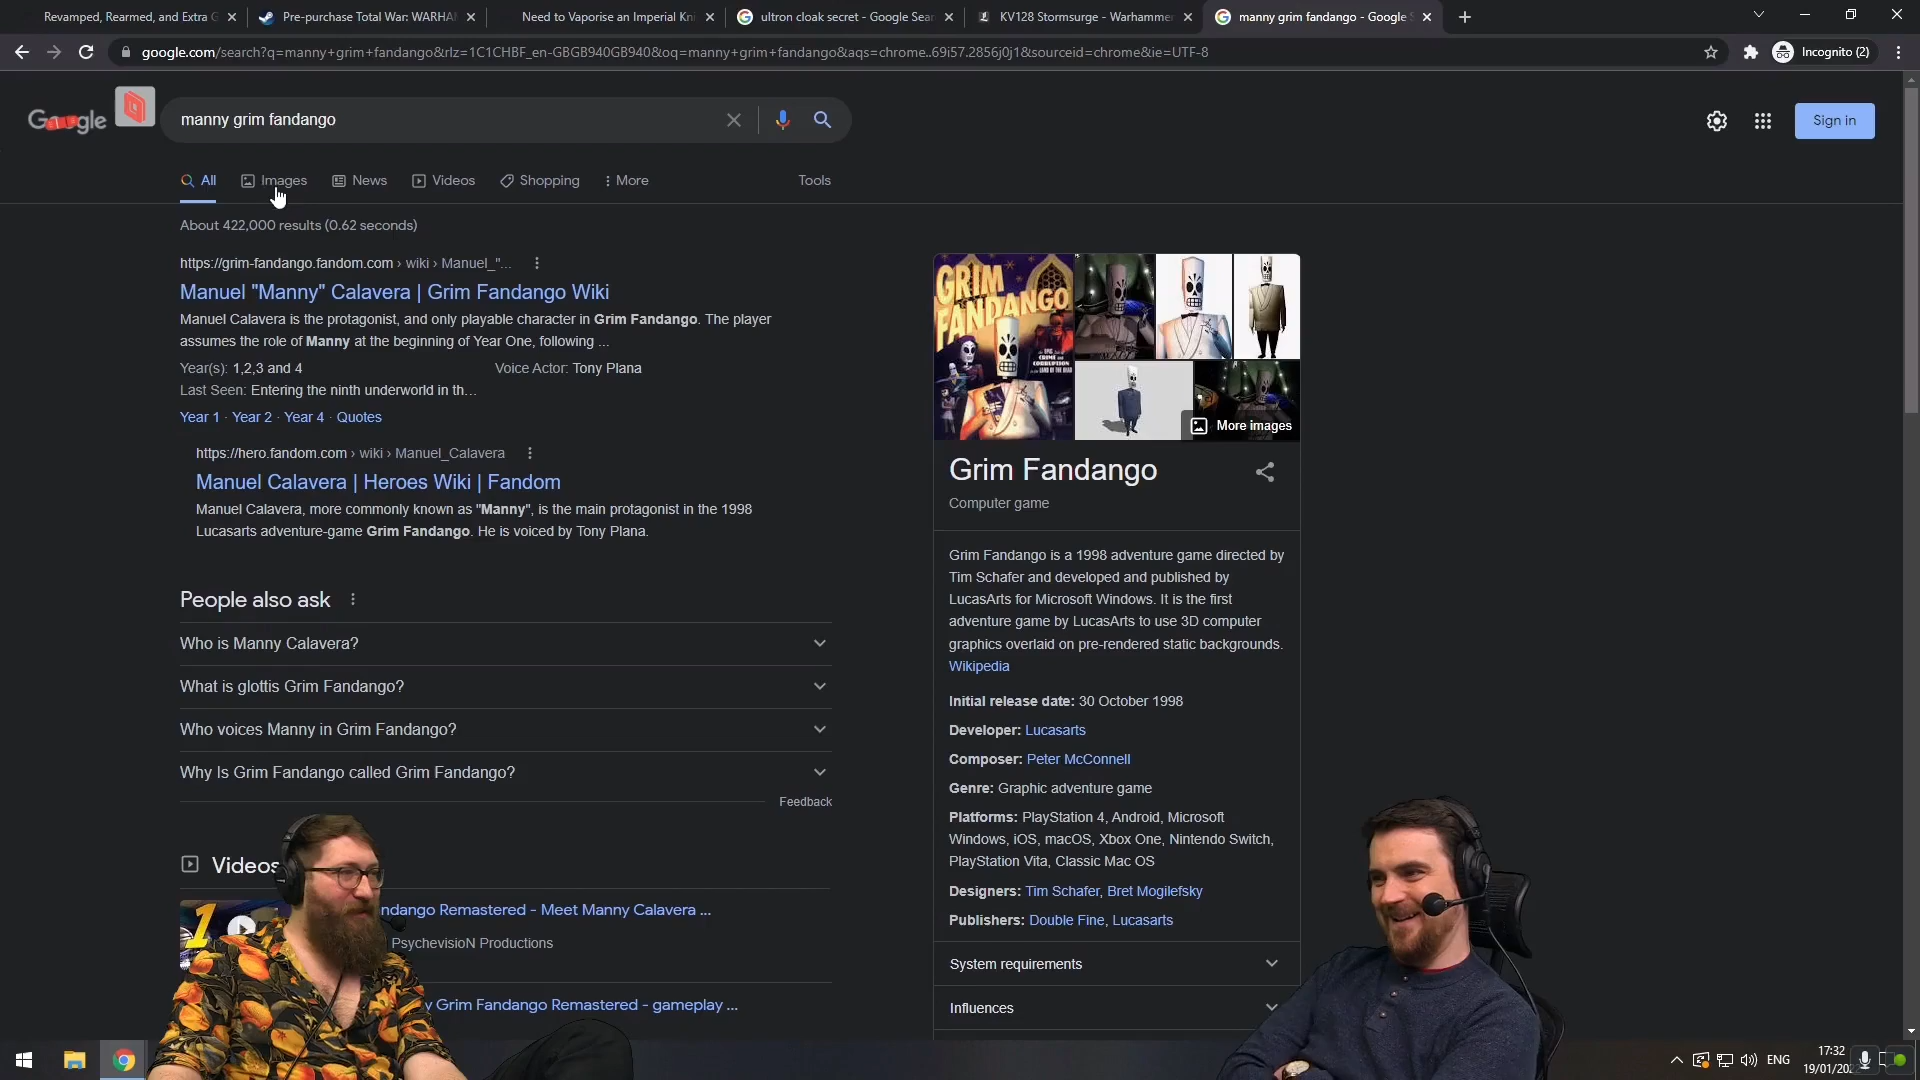 Revamped, Rearmed, and Extra G
Pre-purchase Total War: WARHA
Need to Vaporise an Imperial Kni
ultron cloak secret - Google Sear
KV128 Stormsurge - Warhammer
manny grim fandango - Google S
google.com/search?q=manny+grim+fandango&rlz=1C1CHBF_en-GBGB940GB940&oq=manny+grim+fandango&aqs=chrome..69i57.2856j0j1&sourceid=chrome&ie=UTF-8
Incognito (2)
Google
manny grim fandango
Sign in
All
Images
News
Videos
Shopping
More
Tools
About 422,000 results (0.62 seconds)
https://grim-fandango.fandom.com › wiki › Manuel_"...
Manuel "Manny" Calavera | Grim Fandango Wiki
Manuel Calavera is the protagonist, and only playable character in Grim Fandango. The player
assumes the role of Manny at the beginning of Year One, following ...
Year(s): 1,2,3 and 4
Voice Actor: Tony Plana
Last Seen: Entering the ninth underworld in th...
Year 1 · Year 2 · Year 4 · Quotes
https://hero.fandom.com › wiki › Manuel_Calavera
Manuel Calavera | Heroes Wiki | Fandom
Manuel Calavera, more commonly known as "Manny", is the main protagonist in the 1998
Lucasarts adventure-game Grim Fandango. He is voiced by Tony Plana.
People also ask
Who is Manny Calavera?
What is glottis Grim Fandango?
Who voices Manny in Grim Fandango?
Why Is Grim Fandango called Grim Fandango?
Feedback
Videos
1
ndango Remastered - Meet Manny Calavera ...
PsychevisioN Productions
y Grim Fandango Remastered - gameplay ...
GRIM
FANDANGO
More images
Grim Fandango
Computer game
Grim Fandango is a 1998 adventure game directed by
Tim Schafer and developed and published by
LucasArts for Microsoft Windows. It is the first
adventure game by LucasArts to use 3D computer
graphics overlaid on pre-rendered static backgrounds.
Wikipedia
Initial release date: 30 October 1998
Developer: Lucasarts
Composer: Peter McConnell
Genre: Graphic adventure game
Platforms: PlayStation 4, Android, Microsoft
Windows, iOS, macOS, Xbox One, Nintendo Switch,
PlayStation Vita, Classic Mac OS
Designers: Tim Schafer, Bret Mogilefsky
Publishers: Double Fine, Lucasarts
System requirements
Influences
ENG
17:32
19/01/202